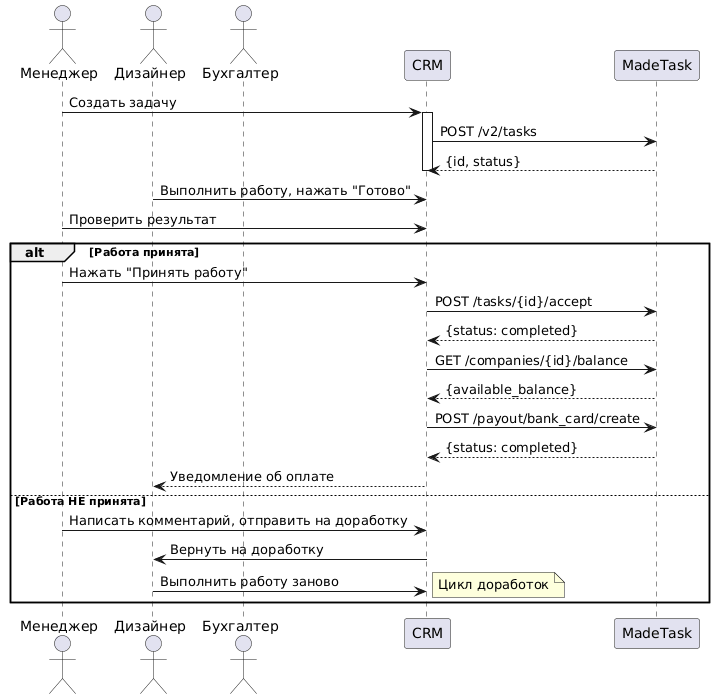 Менеджер Дизайнер Бухгалтер CRM MadeTask
Создать задачу
POST /v2/tasks
{id, status}
Выполнить работу, нажать "Готово"
Проверить результат
alt [Работа принята]
Нажать "Принять работу"
POST /tasks/{id}/accept
{status: completed}
GET /companies/{id}/balance
{available_balance}
POST /payout/bank_card/create
{status: completed}
Уведомление об оплате
[Работа НЕ принята]
Написать комментарий, отправить на доработку
Вернуть на доработку
Выполнить работу заново Цикл доработок
Менеджер Дизайнер Бухгалтер CRM MadeTask